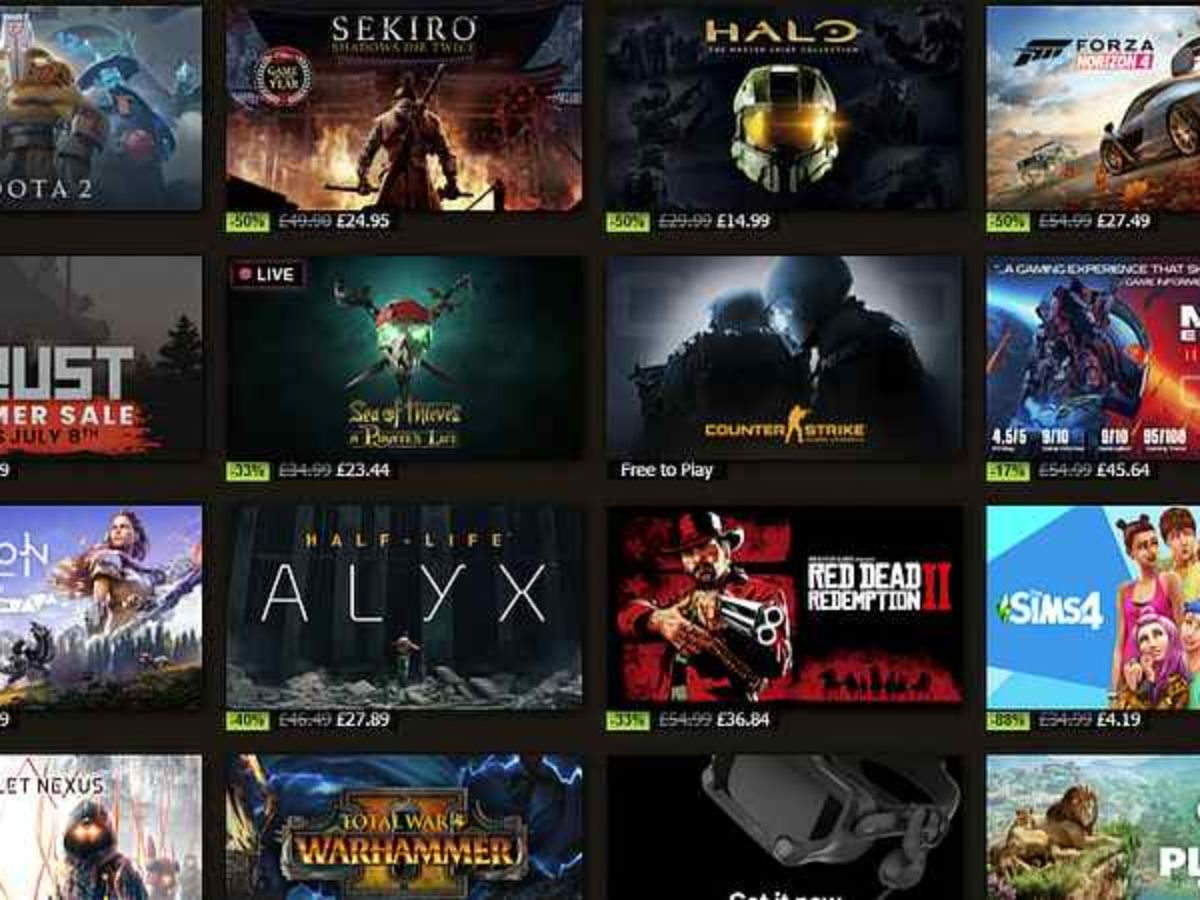 SEKIRO
SHADOWS DIE TWICE
GAME
YEAR
HALO
THE MASTER CHIEF COLLECTION
FORZA
HORIZON 4
OOTA 2
-50% £49.90 £24.95
-50% £29.99 £14.99
-50% £54.99 £27.49
LIVE
"..A GAMING EXPERIENCE THAT
UST
MER SALE
S JULY 8TH
Sea of Thieves
A Pirate's Life
COUNTER STRIKE
4.5/5 9/10 9/10 95/100
9
-33% £34.99 £23.44
Free to Play
-17% £54.99 £45.64
ON
HALF-LIFE
ALYX
RED DEAD
REDEMPTION II
The
SIMS4
9
-40% £46.49 £27.89
-33% £54.99 £36.84
-88% £34.99 £4.19
LET NEXUS
TOTAL WAR
WARHAMMER
II
Get it now
PL